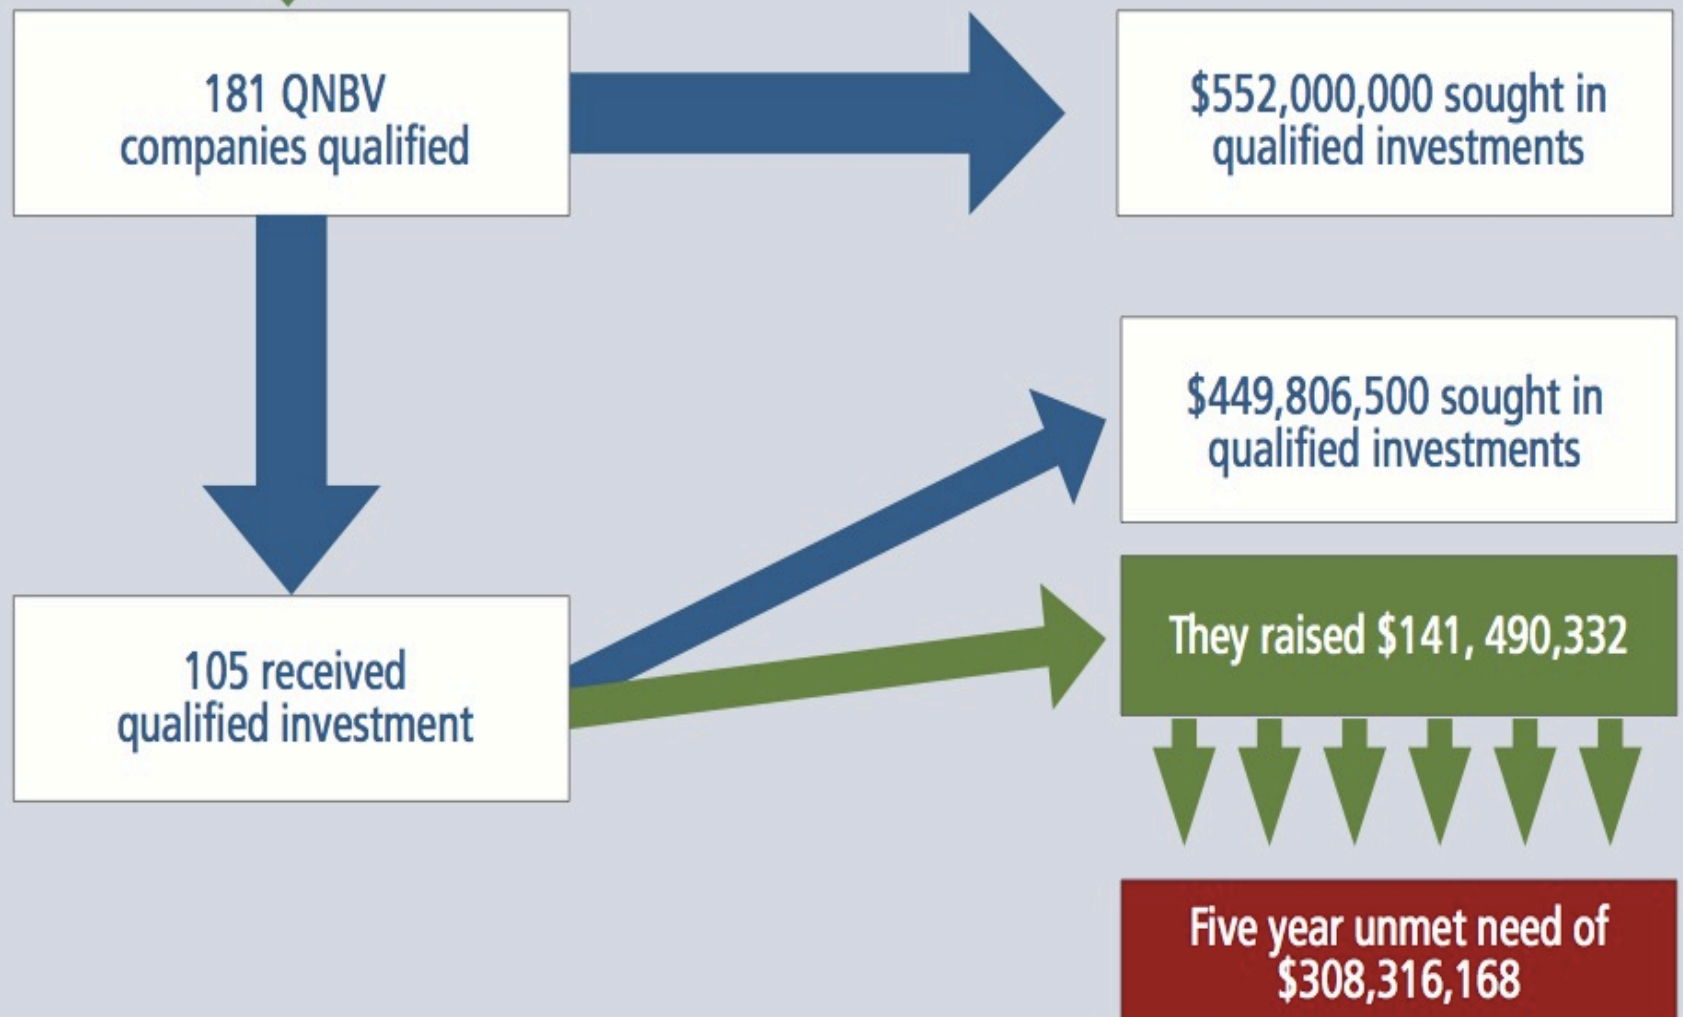 181 QNBV
companies qualified
$552,000,000 sought in
qualified investments
$449,806,500 sought in
qualified investments
105 received
qualified investment
They raised $141, 490,332
Five year unmet need of
$308,316,168